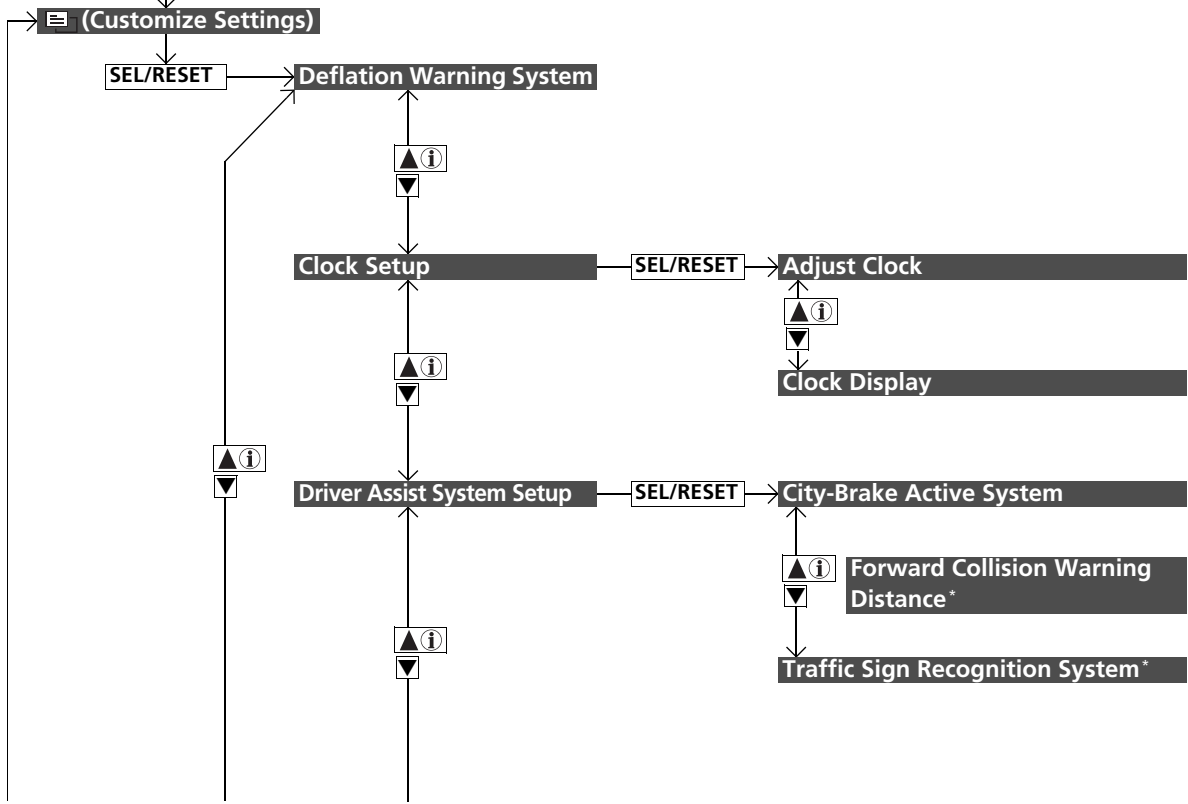 (Customize Settings)
SEL/RESET
Deflation Warning System
▲ⓘ
▼
Clock Setup
SEL/RESET
Adjust Clock
▲ⓘ
▼
Clock Display
▲ⓘ
▼
▲ⓘ
▼
Driver Assist System Setup
SEL/RESET
City-Brake Active System
▲ⓘ
▼
Forward Collision Warning
Distance*
▲ⓘ
▼
Traffic Sign Recognition System*